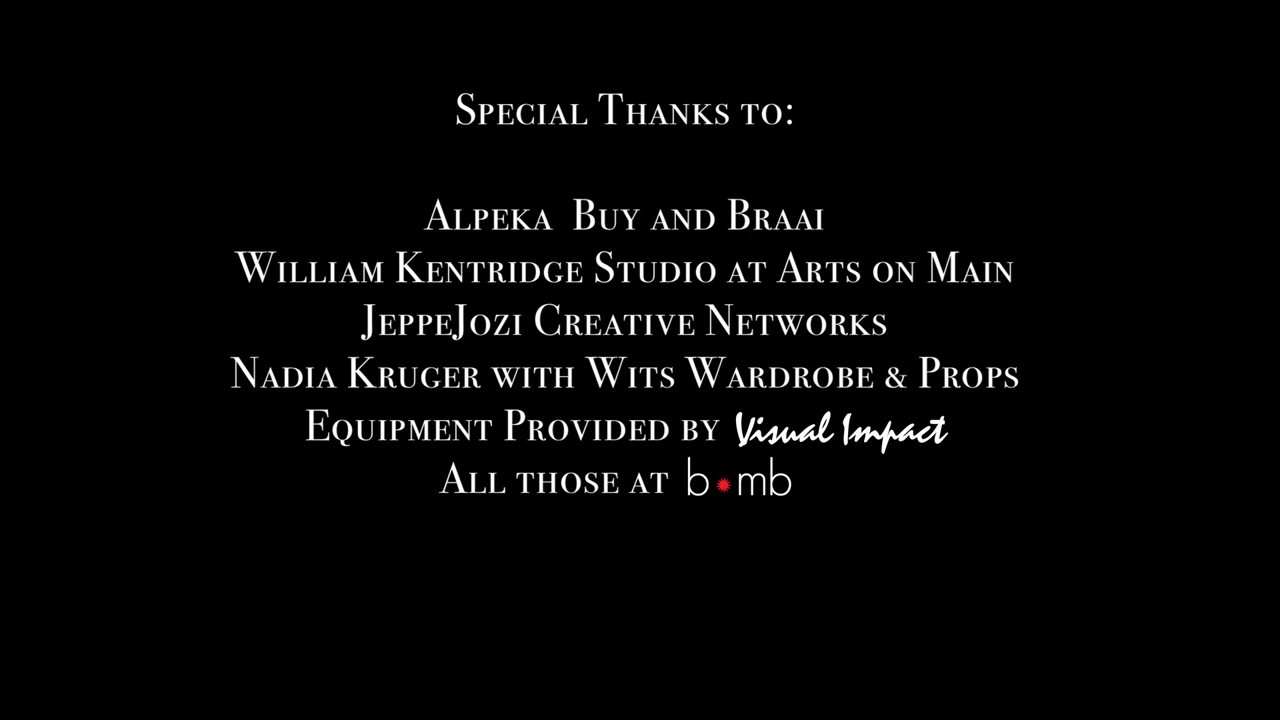 Special Thanks to:
Alpeka Buy and Braai
William Kentridge Studio at Arts on Main
JeppeJozi Creative Networks
Nadia Kruger with Wits Wardrobe & Props
Equipment Provided by Visual Impact
All those at b mb